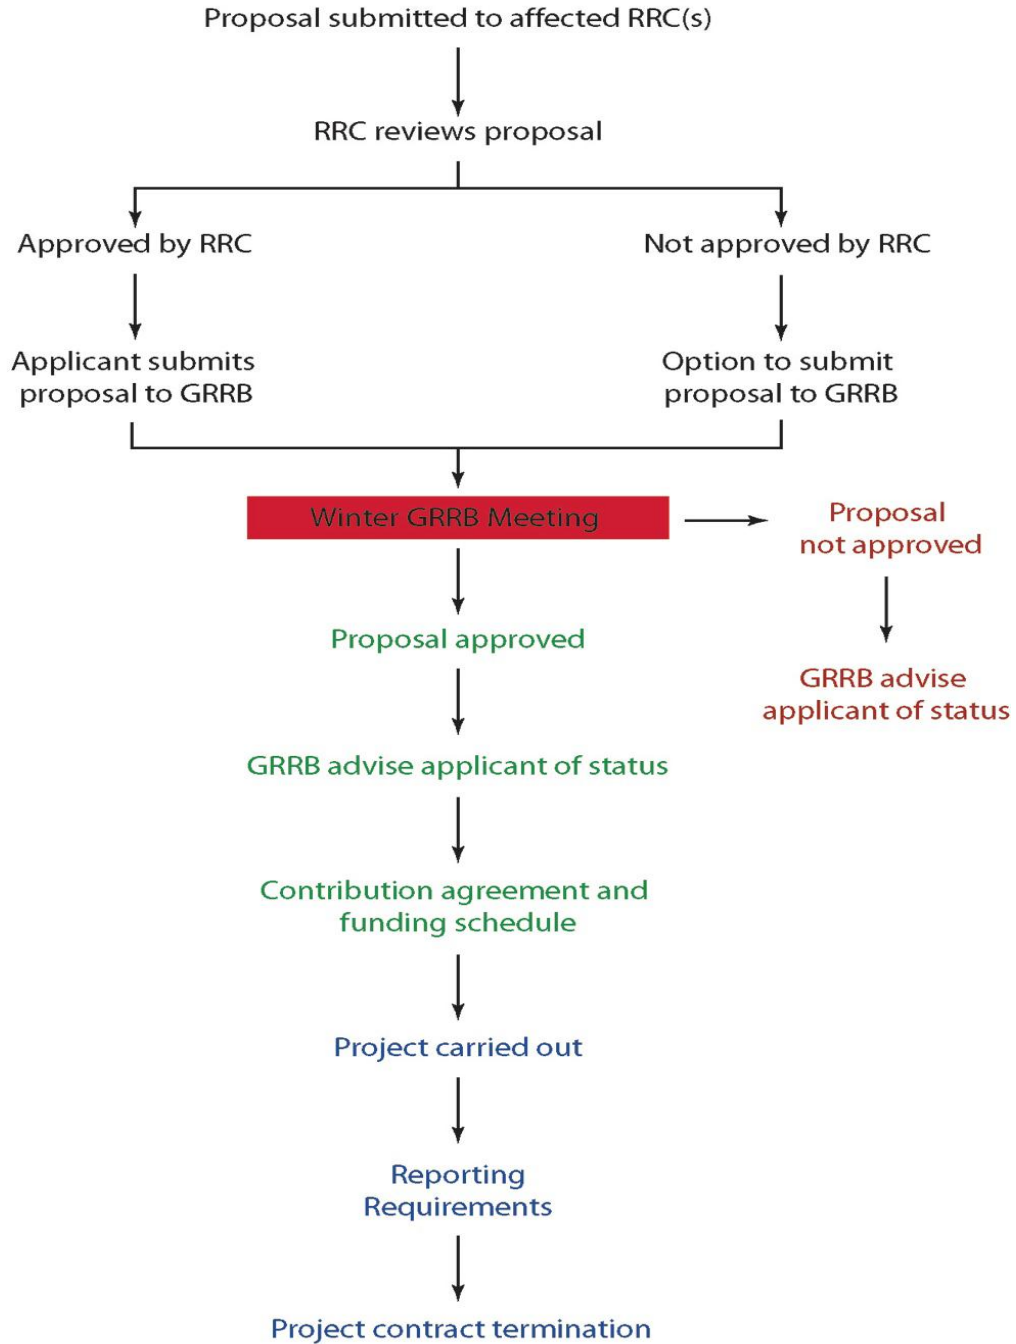 Proposal submitted to affected RRC(s)
RRC reviews proposal
Approved by RRC
Not approved by RRC
Applicant submits
proposal to GRRB
Option to submit
proposal to GRRB
Winter GRRB Meeting
Proposal
not approved
Proposal approved
GRRB advise
applicant of status
GRRB advise applicant of status
Contribution agreement and
funding schedule
Project carried out
Reporting
Requirements
Project contract termination